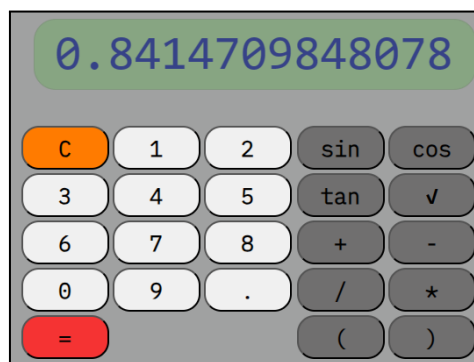 0.8414709848078
C 1 2 sin cos
3 4 5 tan √
6 7 8 + -
0 9 . / *
= ( )